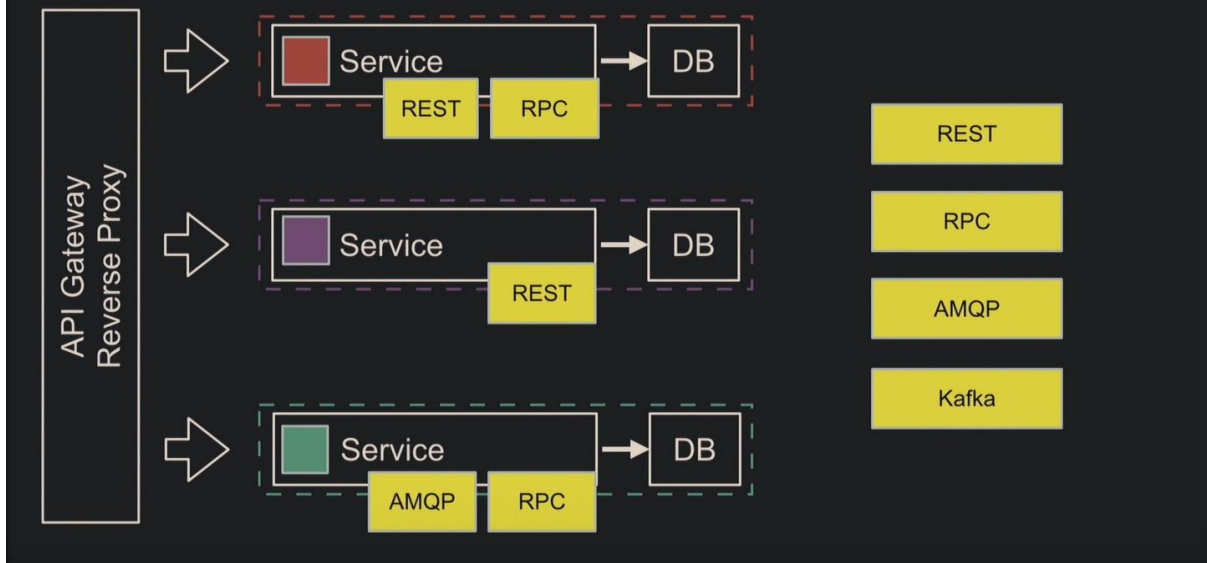 API Gateway
Reverse Proxy
Service
DB
REST
RPC
Service
DB
REST
Service
DB
AMQP
RPC
REST
RPC
AMQP
Kafka